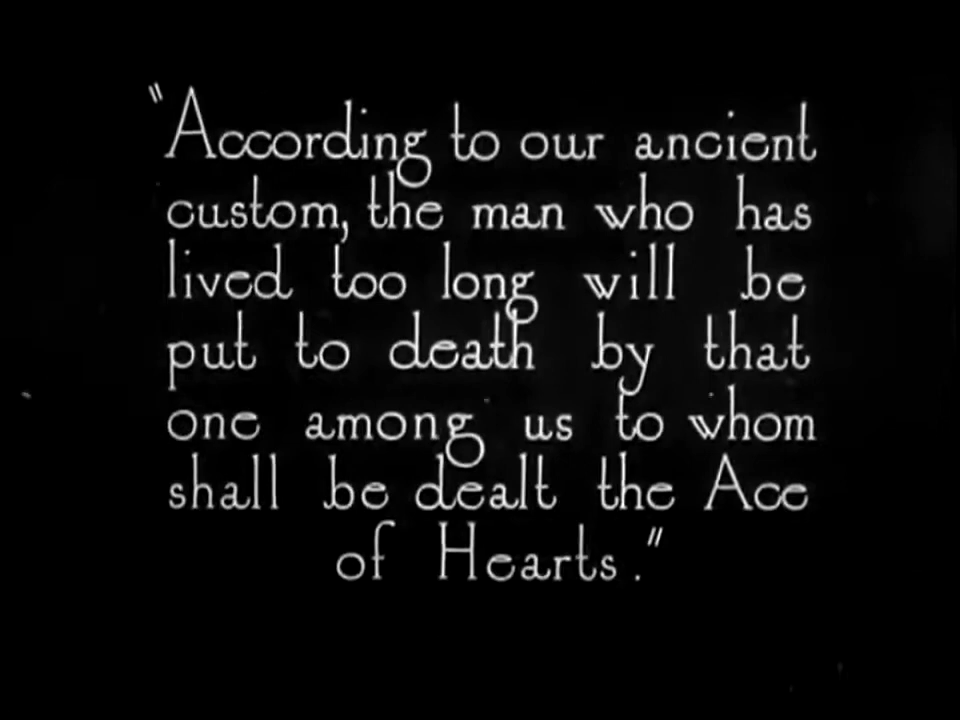 "According to our ancient
custom, the man who has
lived too long will be
put to death by that
one among us to whom
shall be dealt the Ace
of Hearts."